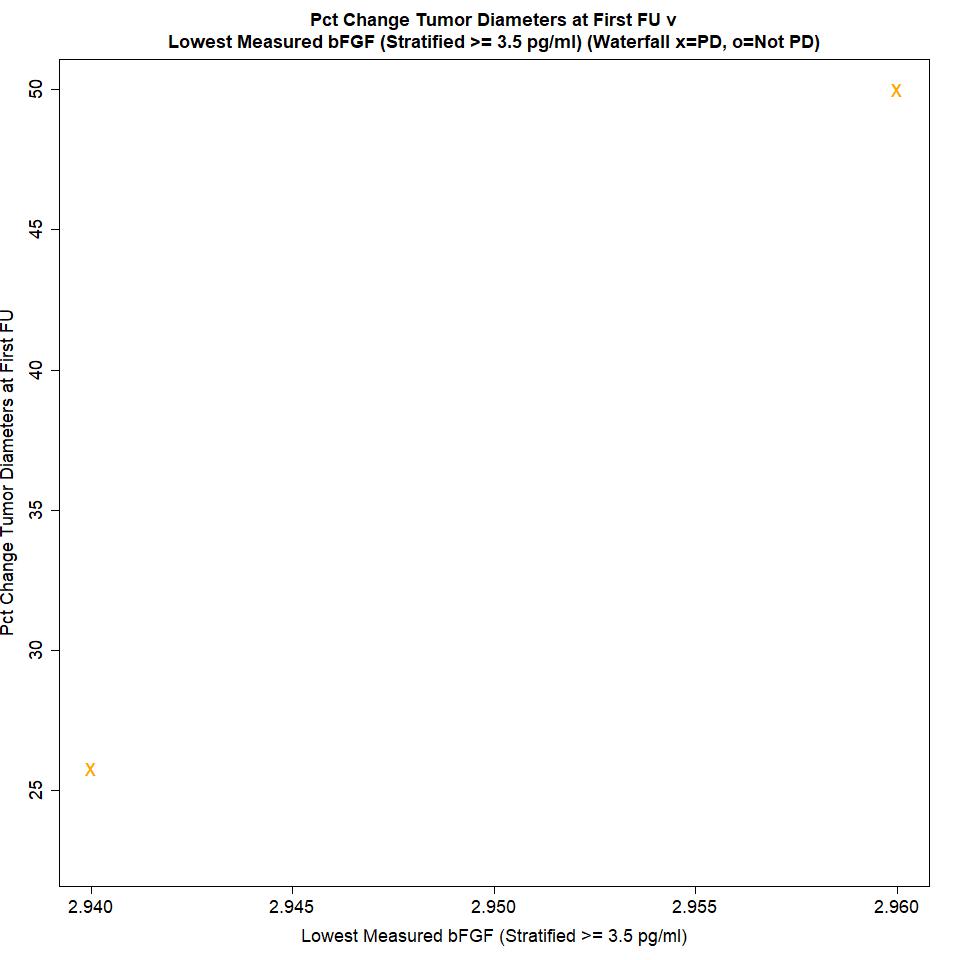 Pct Change Tumor Diameters at First FU v
Lowest Measured bFGF (Stratified >= 3.5 pg/ml) (Waterfall x=PD, o=Not PD)
Pct Change Tumor Diameters at First FU
50
45
40
35
30
25
X
X
2.940
2.945
2.950
2.955
2.960
Lowest Measured bFGF (Stratified >= 3.5 pg/ml)